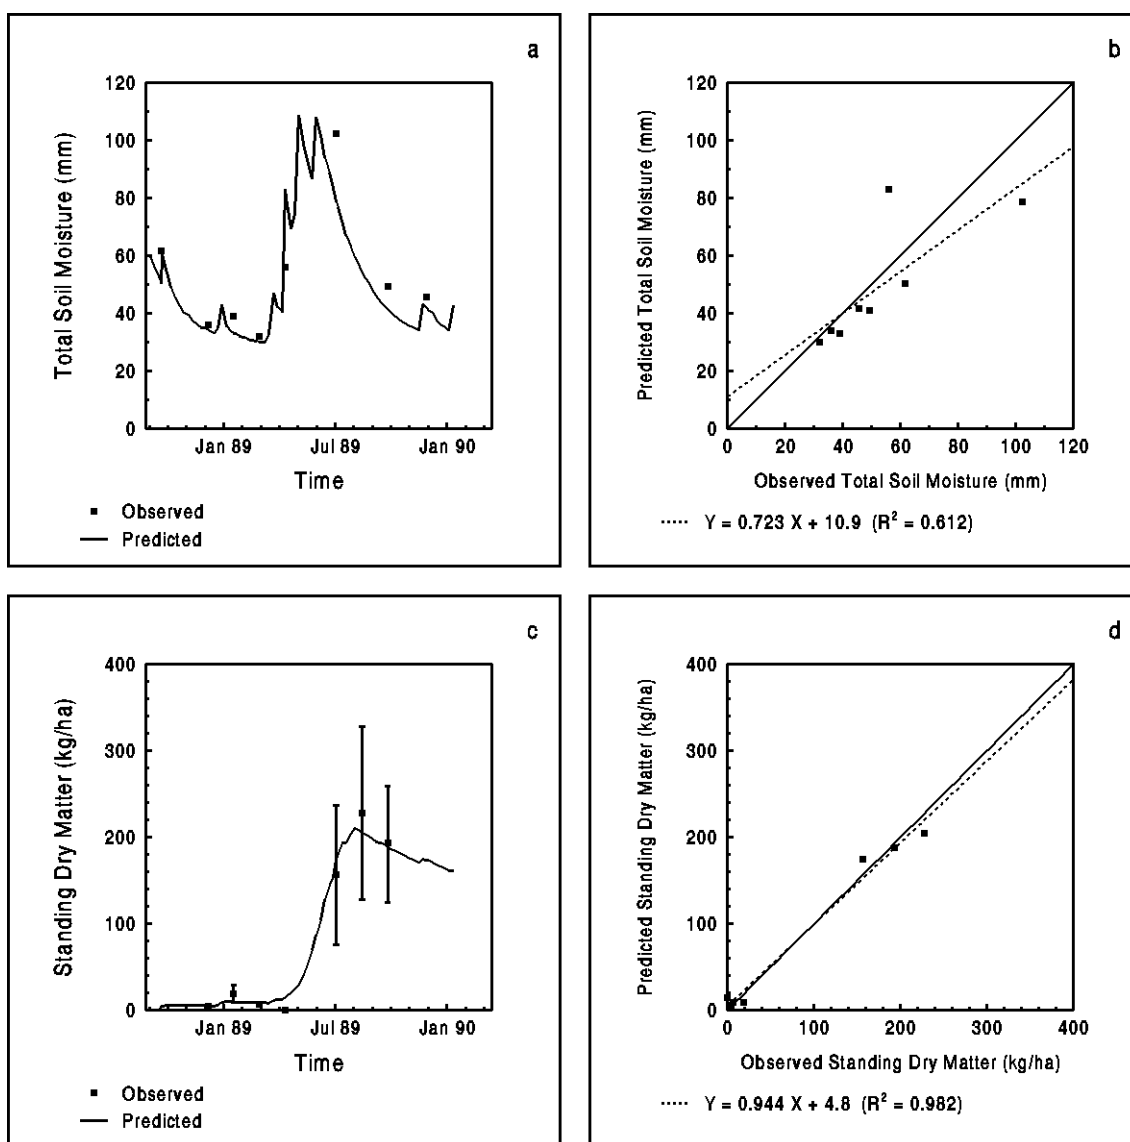 a
Total Soil Moisture (mm)
120
100
80
60
40
20
0
Jan 89 Jul 89 Jan 90
Time
Observed
Predicted
b
Predicted Total Soil Moisture (mm)
120
100
80
60
40
20
0
0 20 40 60 80 100 120
Observed Total Soil Moisture (mm)
Y = 0.723 X + 10.9 (R² = 0.612)
c
Standing Dry Matter (kg/ha)
400
300
200
100
0
Jan 89 Jul 89 Jan 90
Time
Observed
Predicted
d
Predicted Standing Dry Matter (kg/ha)
400
300
200
100
0
0 100 200 300 400
Observed Standing Dry Matter (kg/ha)
Y = 0.944 X + 4.8 (R² = 0.982)